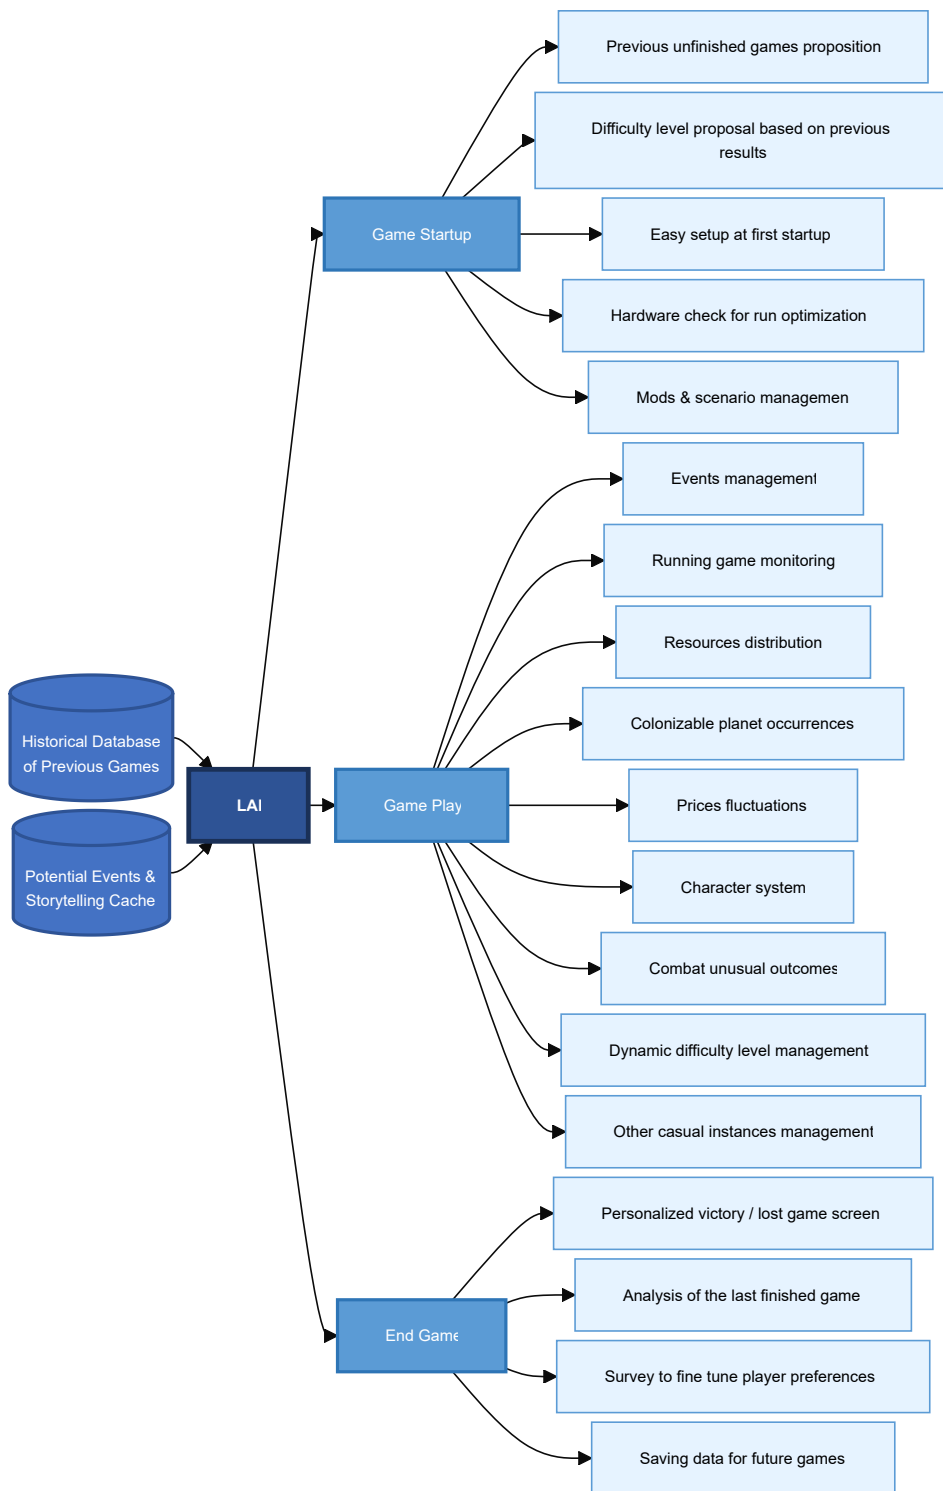 Previous unfinished games proposition
Difficulty level proposal based on previous
results
Game Startup
Easy setup at first startup
Hardware check for run optimization
Mods & scenario managemen
Events management
Running game monitoring
Resources distribution
Colonizable planet occurrences
Historical Database
of Previous Games
LAI
Game Play
Prices fluctuations
Potential Events &
Storytelling Cache
Character system
Combat unusual outcomes
Dynamic difficulty level management
Other casual instances management
Personalized victory / lost game screen
Analysis of the last finished game
End Game
Survey to fine tune player preferences
Saving data for future games